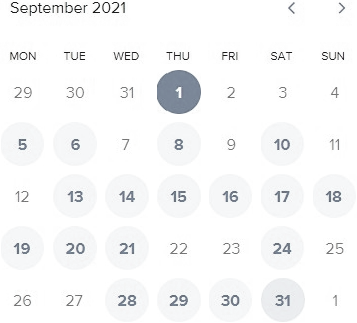 September 2021
MON TUE WED THU FRI SAT SUN
29 30 31 1 2 3 4
5 6 7 8 9 10 11
12 13 14 15 16 17 18
19 20 21 22 23 24 25
26 27 28 29 30 31 1